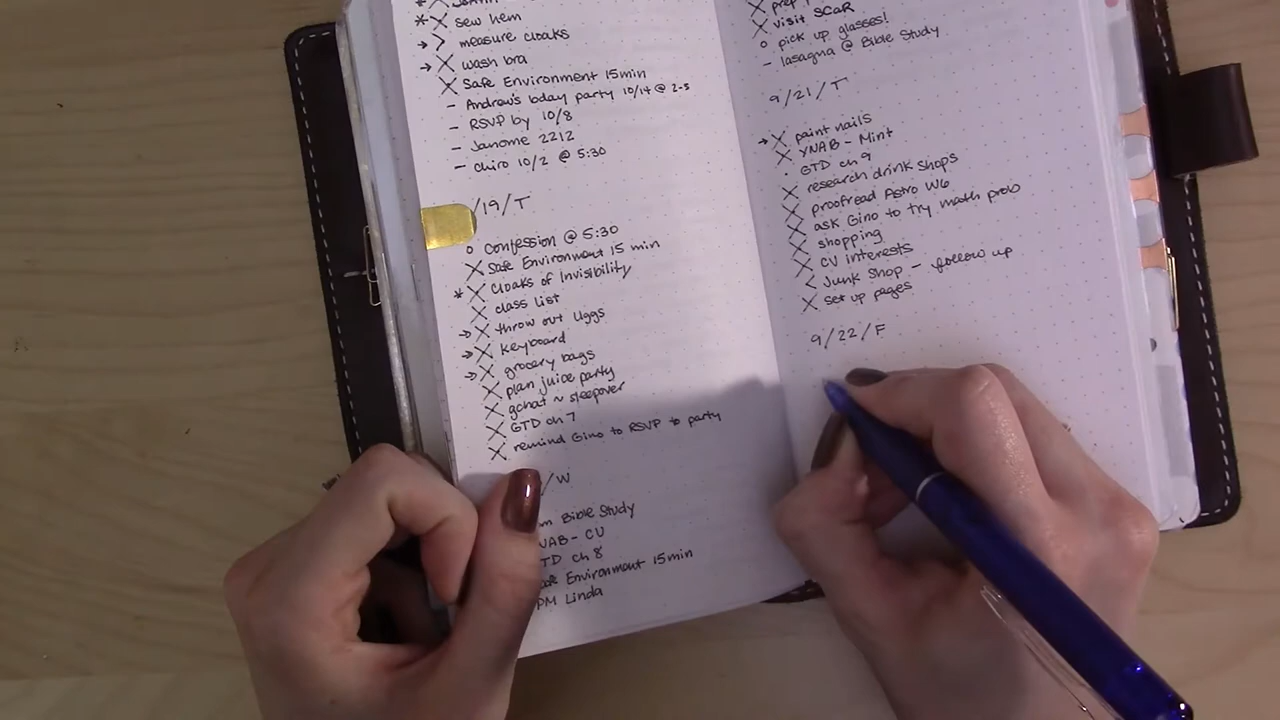 * X sew hem
→ > measure cloaks
→ X wash bra
X Safe Environment 15min
- Andrew's bday party 10/14 @ 2-5
- RSVP by 10/8
- Janome 2212
- chiro 10/2 @ 5:30
/19/T
o confession @ 5:30
X Safe Environment 15 min
* X Cloaks of Invisibility
X class list
→ X throw out Uggs
→ X keyboard
→ X grocery bags
X plan juice party
X gchat ~ sleepover
X GTD ch 7
X remind Gino to RSVP to party
/W
Bible Study
- CV
ch 8
Environment 15min
PM Linda
X prep
X visit SCaR
o pick up glasses!
- lasagna @ Bible Study
9/21/T
→ X paint nails
X YNAB - Mint
· GTD ch 9
X research drink shops
X proofread Astro W6
X ask Gino to try math prob
X shopping
X CV interests
< Junk Shop - follow up
X set up pages
9/22/F